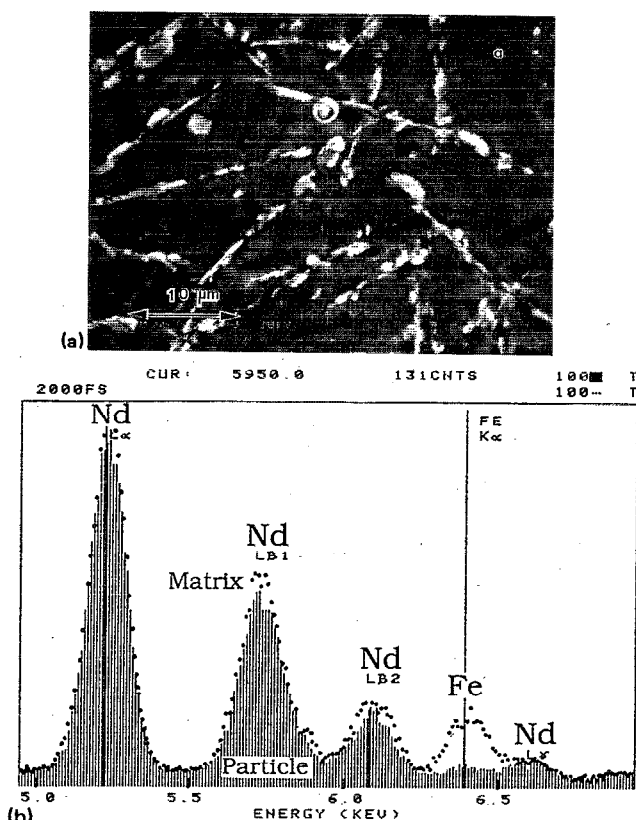 10 µm
(a)
CUR: 5950.0 131CNTS 100 T
2000FS 100 T
Nd
Lα
FE
Kα
Nd
LB1
Matrix
Nd
LB2
Fe
Nd
Particle
5.0 5.5 6.0 6.5
(b) ENERGY (KEV)